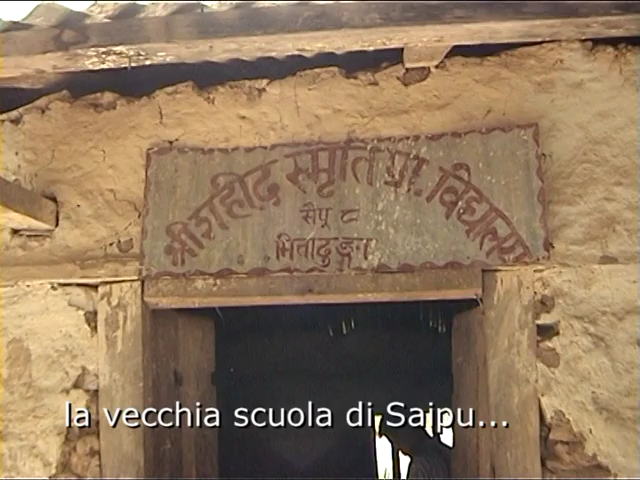 श्री शहीद स्मृति प्रा. विद्यालय
सैपु ८
भित्ताढुङ्गा
la vecchia scuola di Saipu...